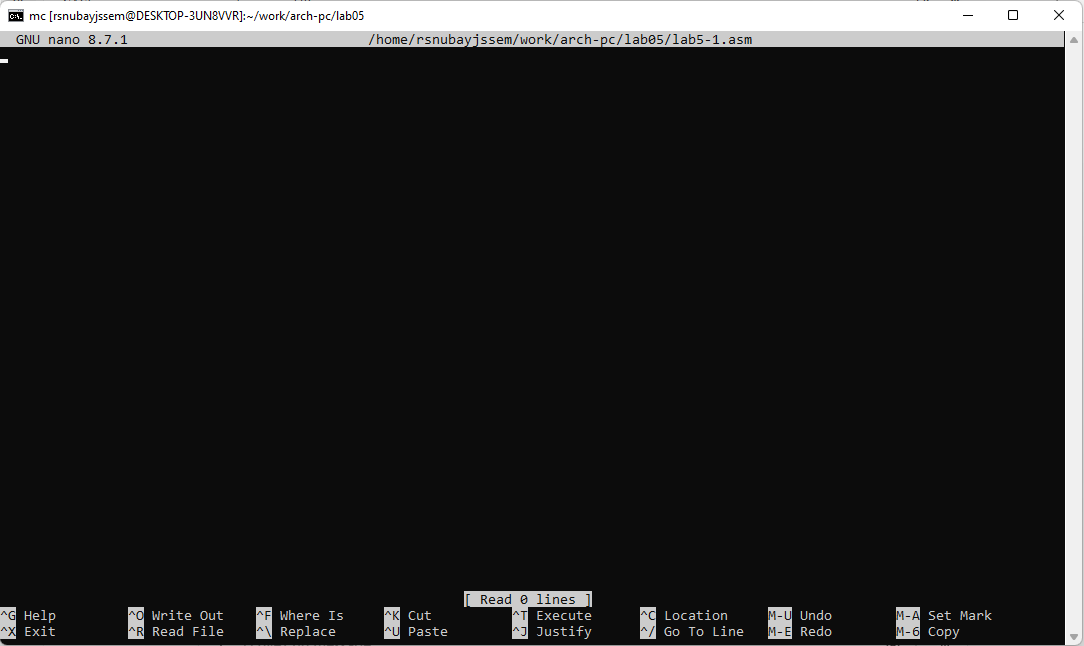 mc [rsnubayjssem@DESKTOP-3UN8VVR]:~/work/arch-pc/lab05
GNU nano 8.7.1 /home/rsnubayjssem/work/arch-pc/lab05/lab5-1.asm
[ Read 0 lines ]
^G Help ^O Write Out ^F Where Is ^K Cut ^T Execute ^C Location M-U Undo M-A Set Mark
^X Exit ^R Read File ^\ Replace ^U Paste ^J Justify ^/ Go To Line M-E Redo M-6 Copy